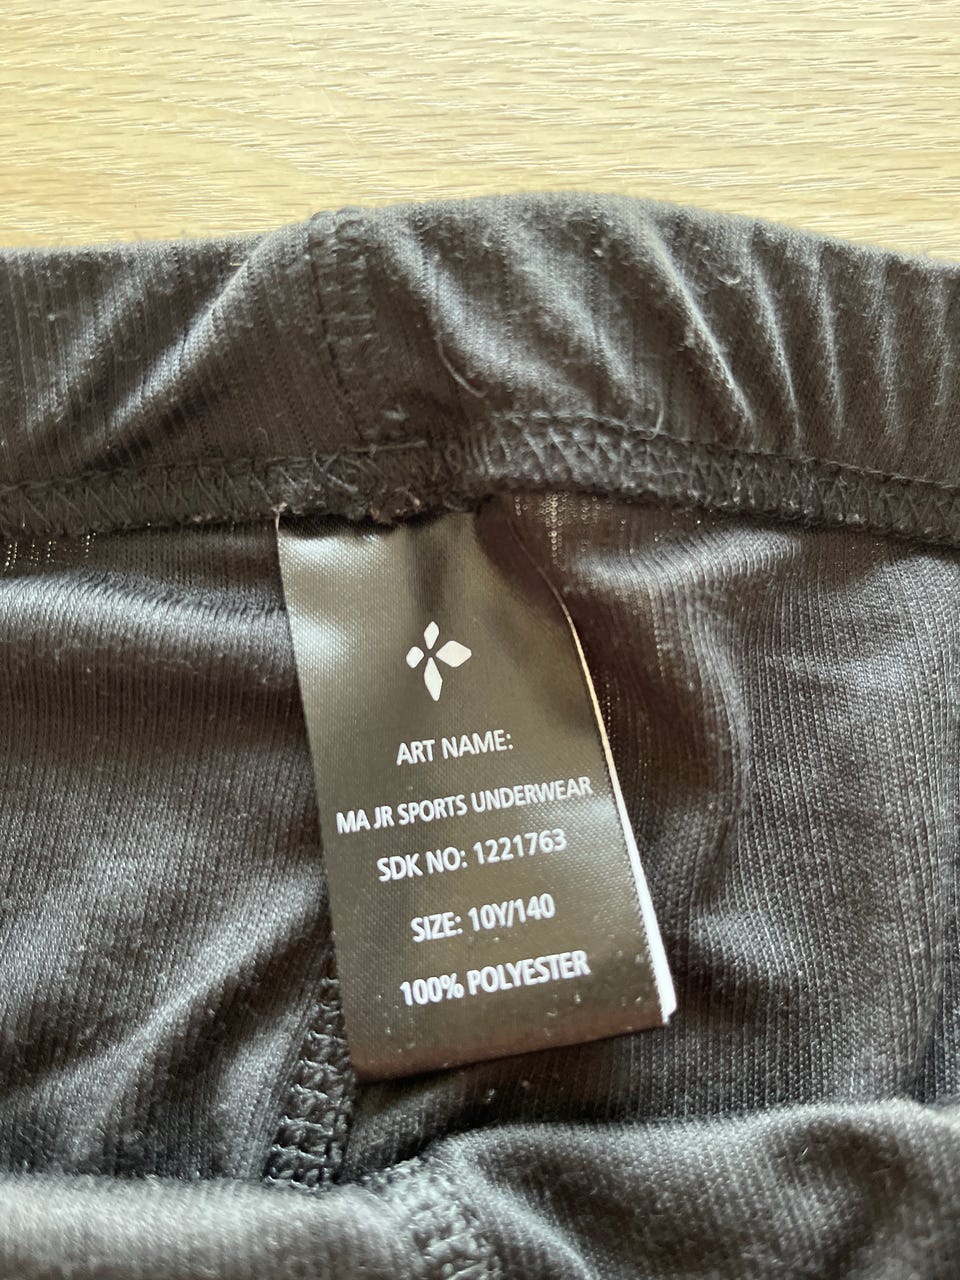 ART NAME:
MA JR SPORTS UNDERWEAR
SDK NO: 1221763
SIZE: 10Y/140
100% POLYESTER